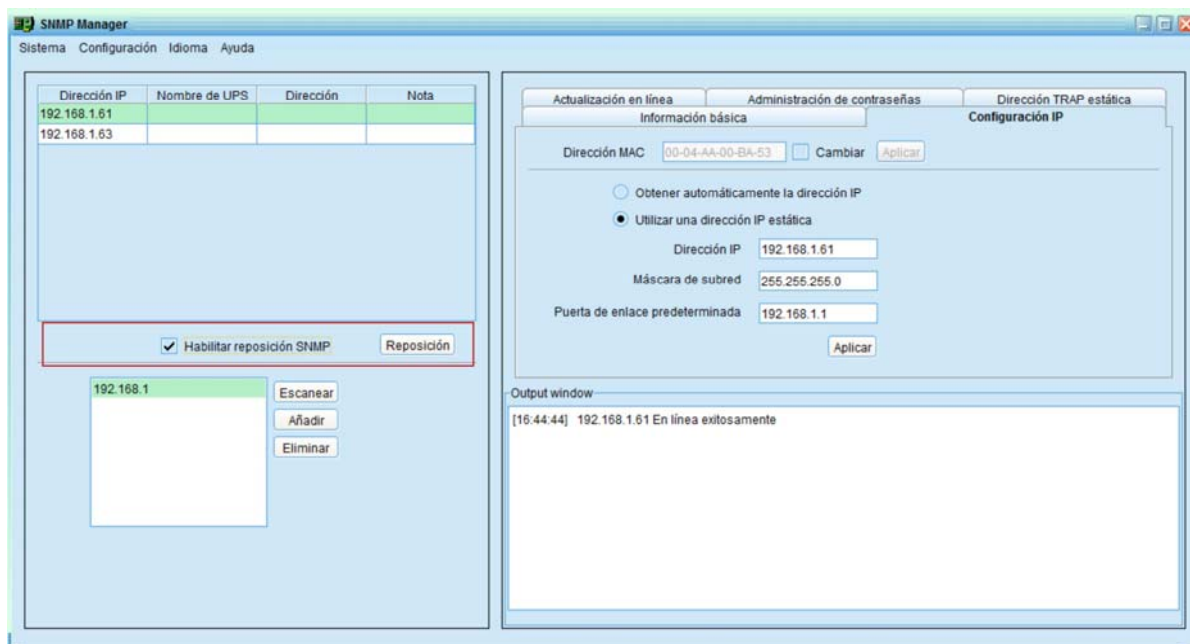 SNMP Manager
Sistema Configuración Idioma Ayuda
Dirección IP Nombre de UPS Dirección Nota
192.168.1.61
192.168.1.63
Habilitar reposición SNMP Reposición
192.168.1
Escanear
Añadir
Eliminar
Actualización en línea Administración de contraseñas Dirección TRAP estática
Información básica Configuración IP
Dirección MAC 00-04-AA-00-BA-53 Cambiar Aplicar
Obtener automáticamente la dirección IP
Utilizar una dirección IP estática
Dirección IP 192.168.1.61
Máscara de subred 255.255.255.0
Puerta de enlace predeterminada 192.168.1.1
Aplicar
Output window
[16:44:44] 192.168.1.61 En línea exitosamente